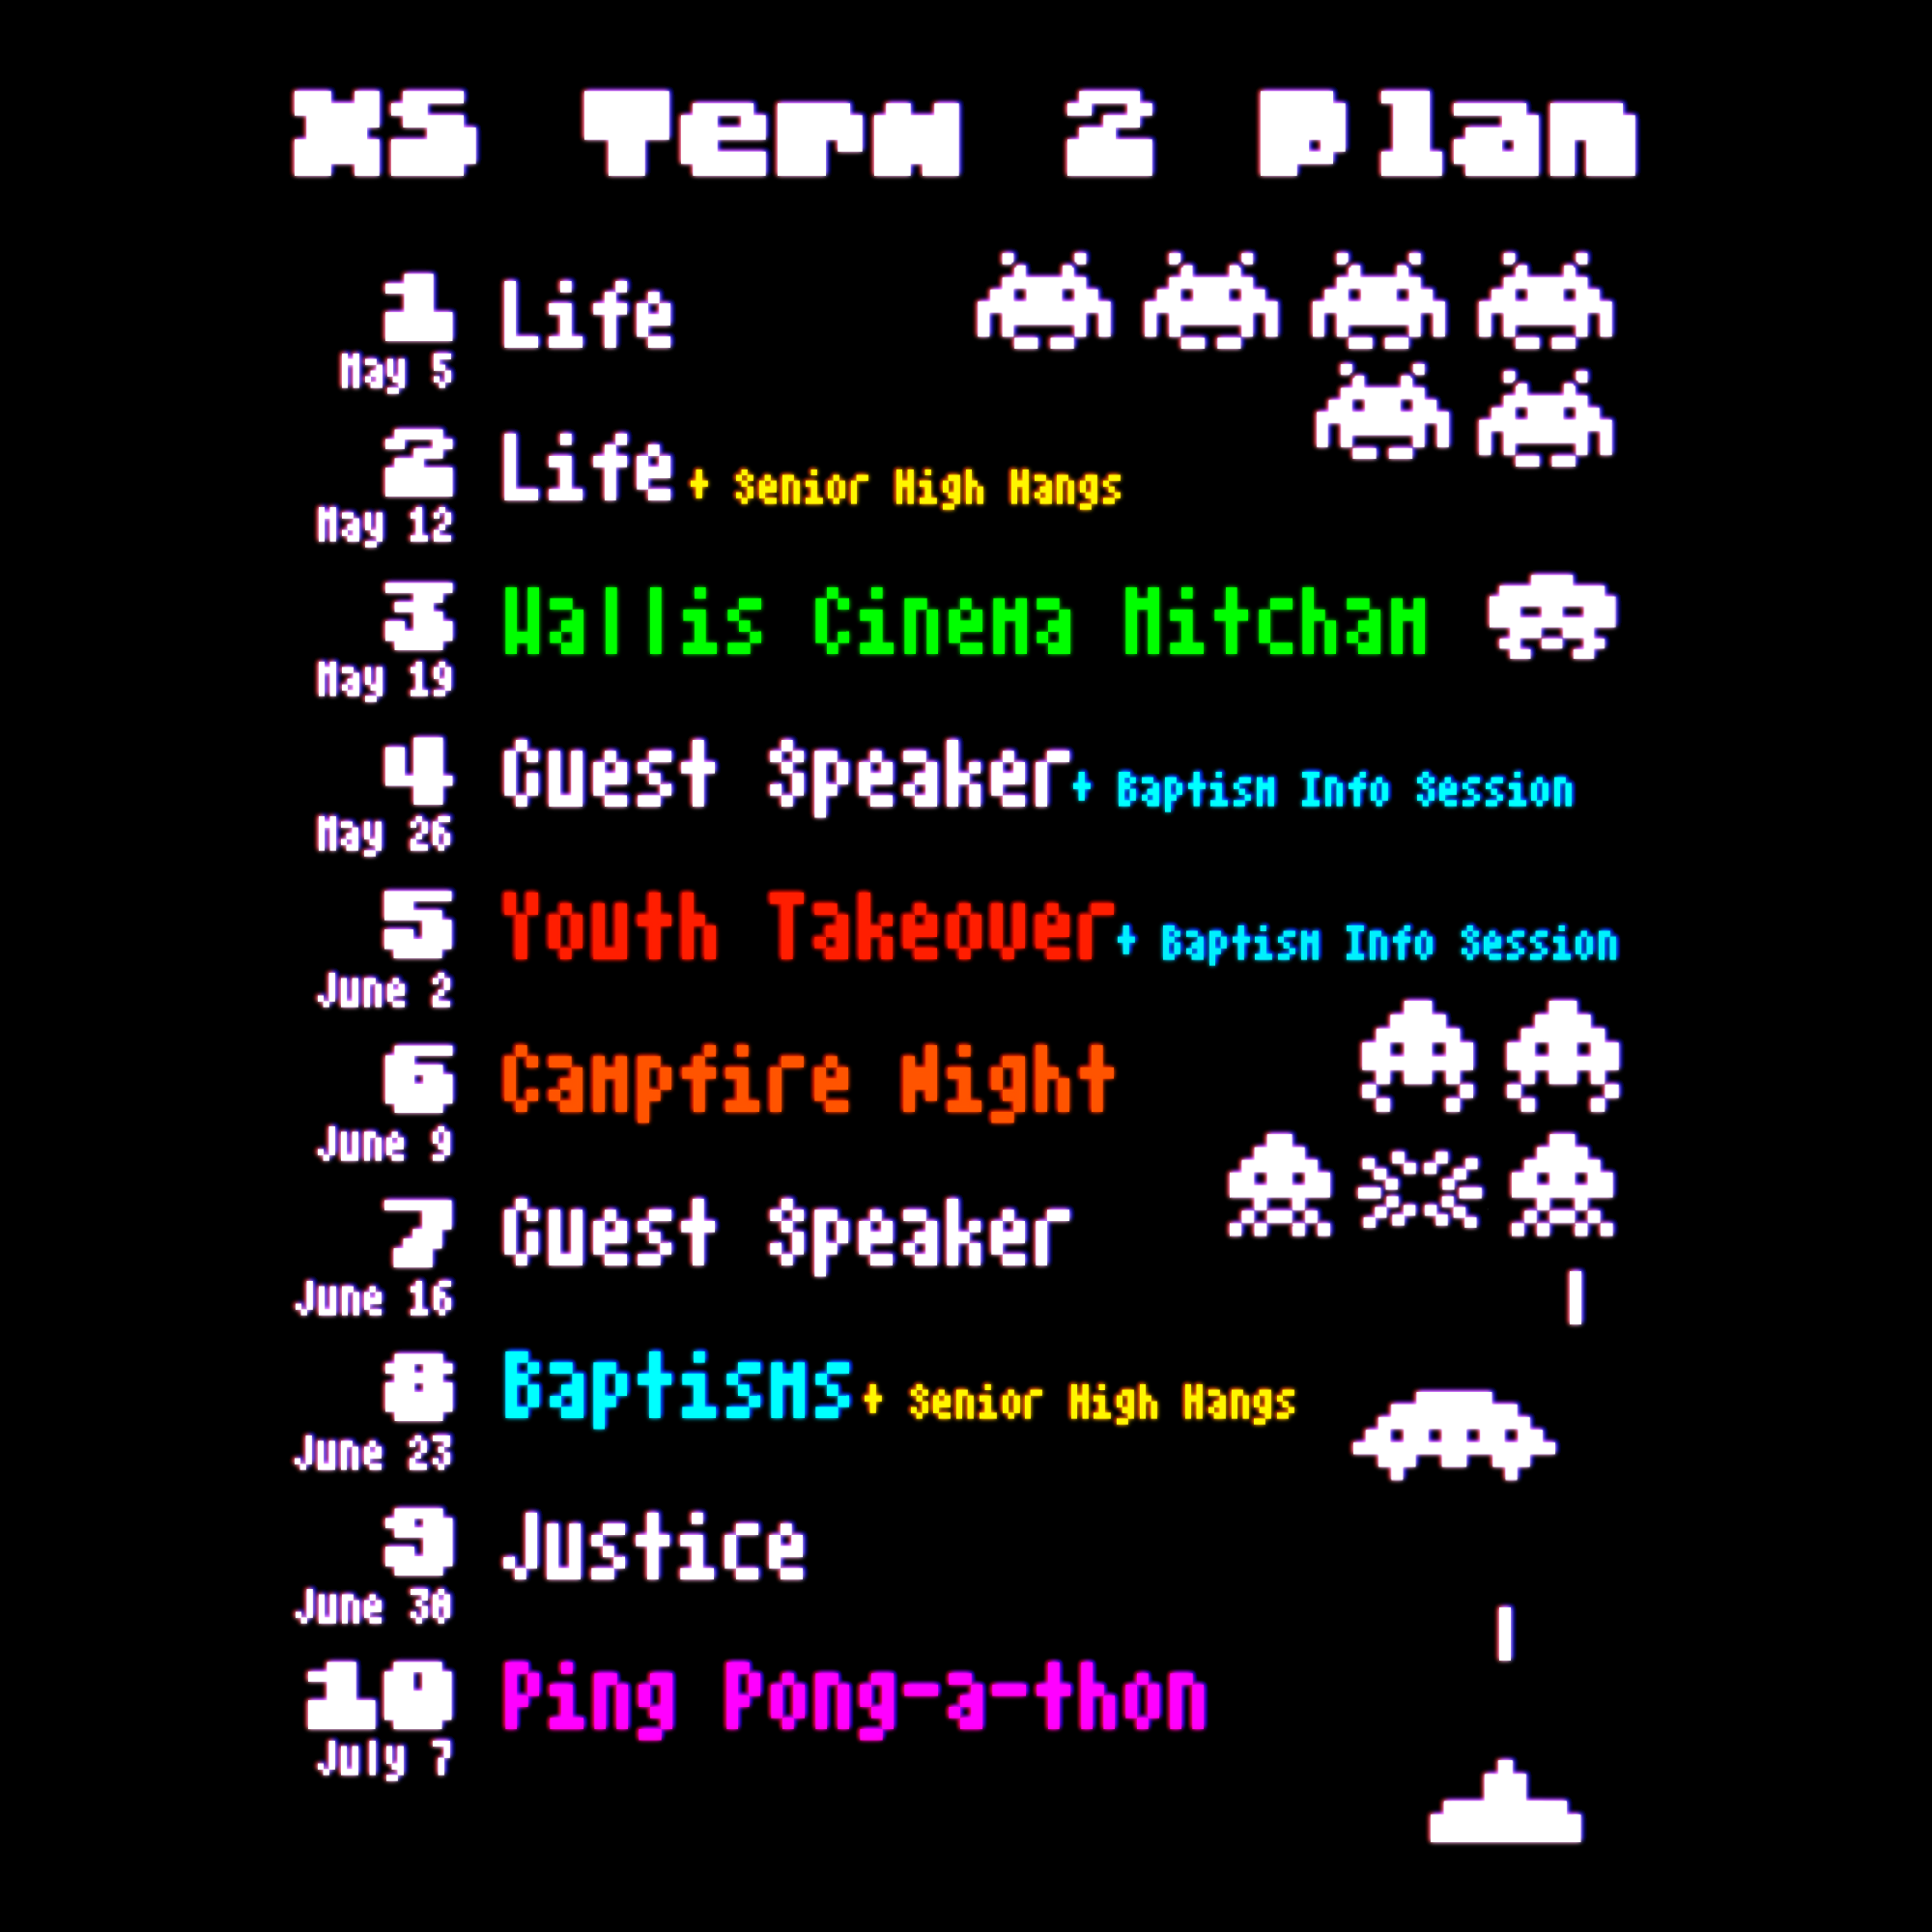 XS Term 2 Plan
1 Life
May 5
2 Life + Senior High Hangs
May 12
3 Wallis Cinema Mitcham
May 19
4 Guest Speaker + Baptism Info Session
May 26
5 Youth Takeover + Baptism Info Session
June 2
6 Campfire Night
June 9
7 Guest Speaker
June 16
8 Baptisms + Senior High Hangs
June 23
9 Justice
June 30
10 Ping Pong-a-thon
July 7